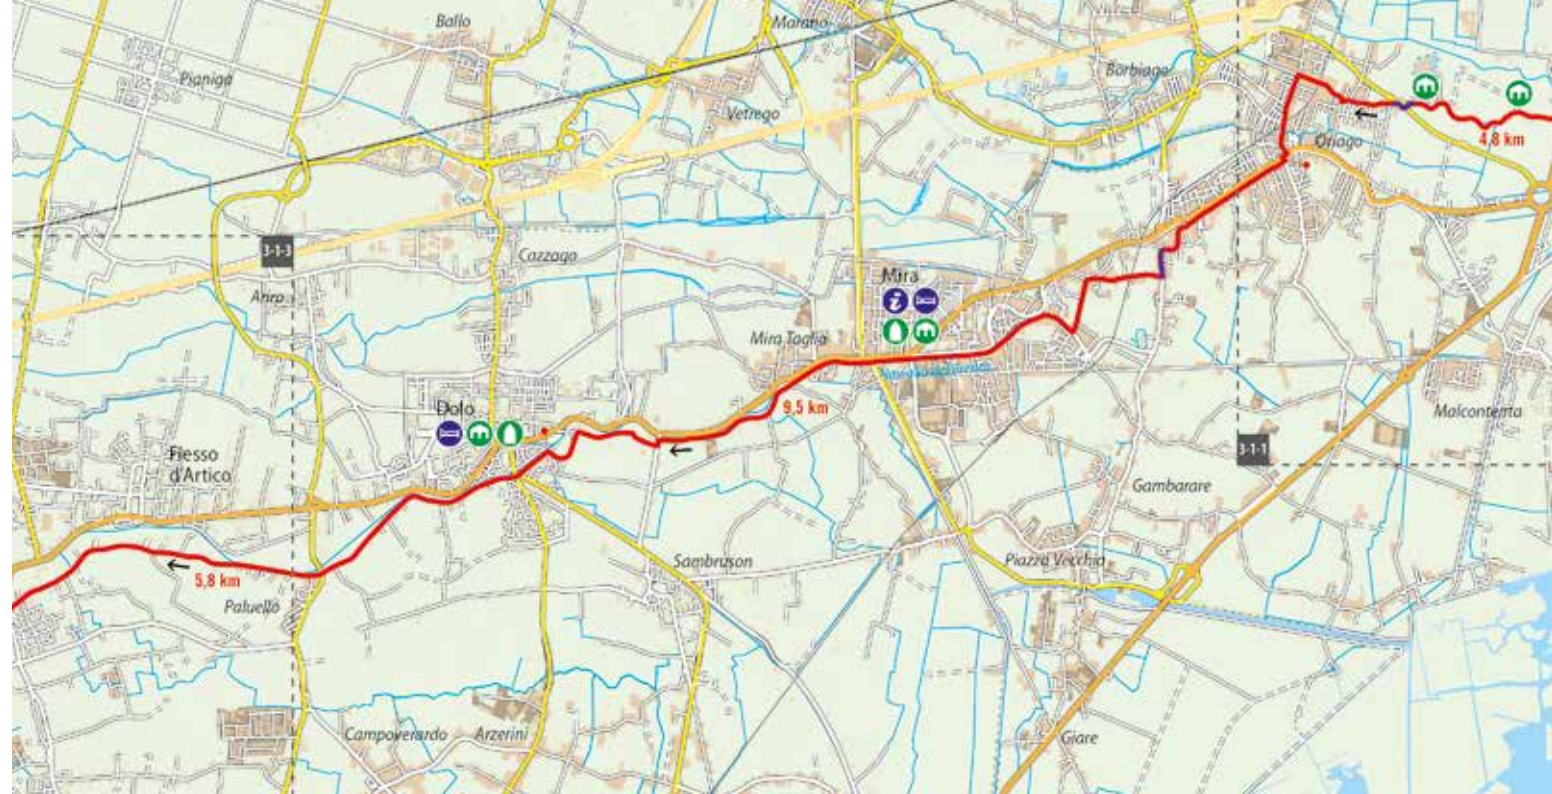 Ballo
Marano
Pianiga
Borbiago
Vetrego
Oriago
4,8 km
3-1-3
Cazzago
Mira
i
Mira Taglio
9,5 km
Dolo
Malcontenta
3-1-1
Fiesso
d'Artico
Gambarare
Sambruson
Piazza Vecchia
5,8 km
Paluello
Campoverardo
Arzerini
Giare